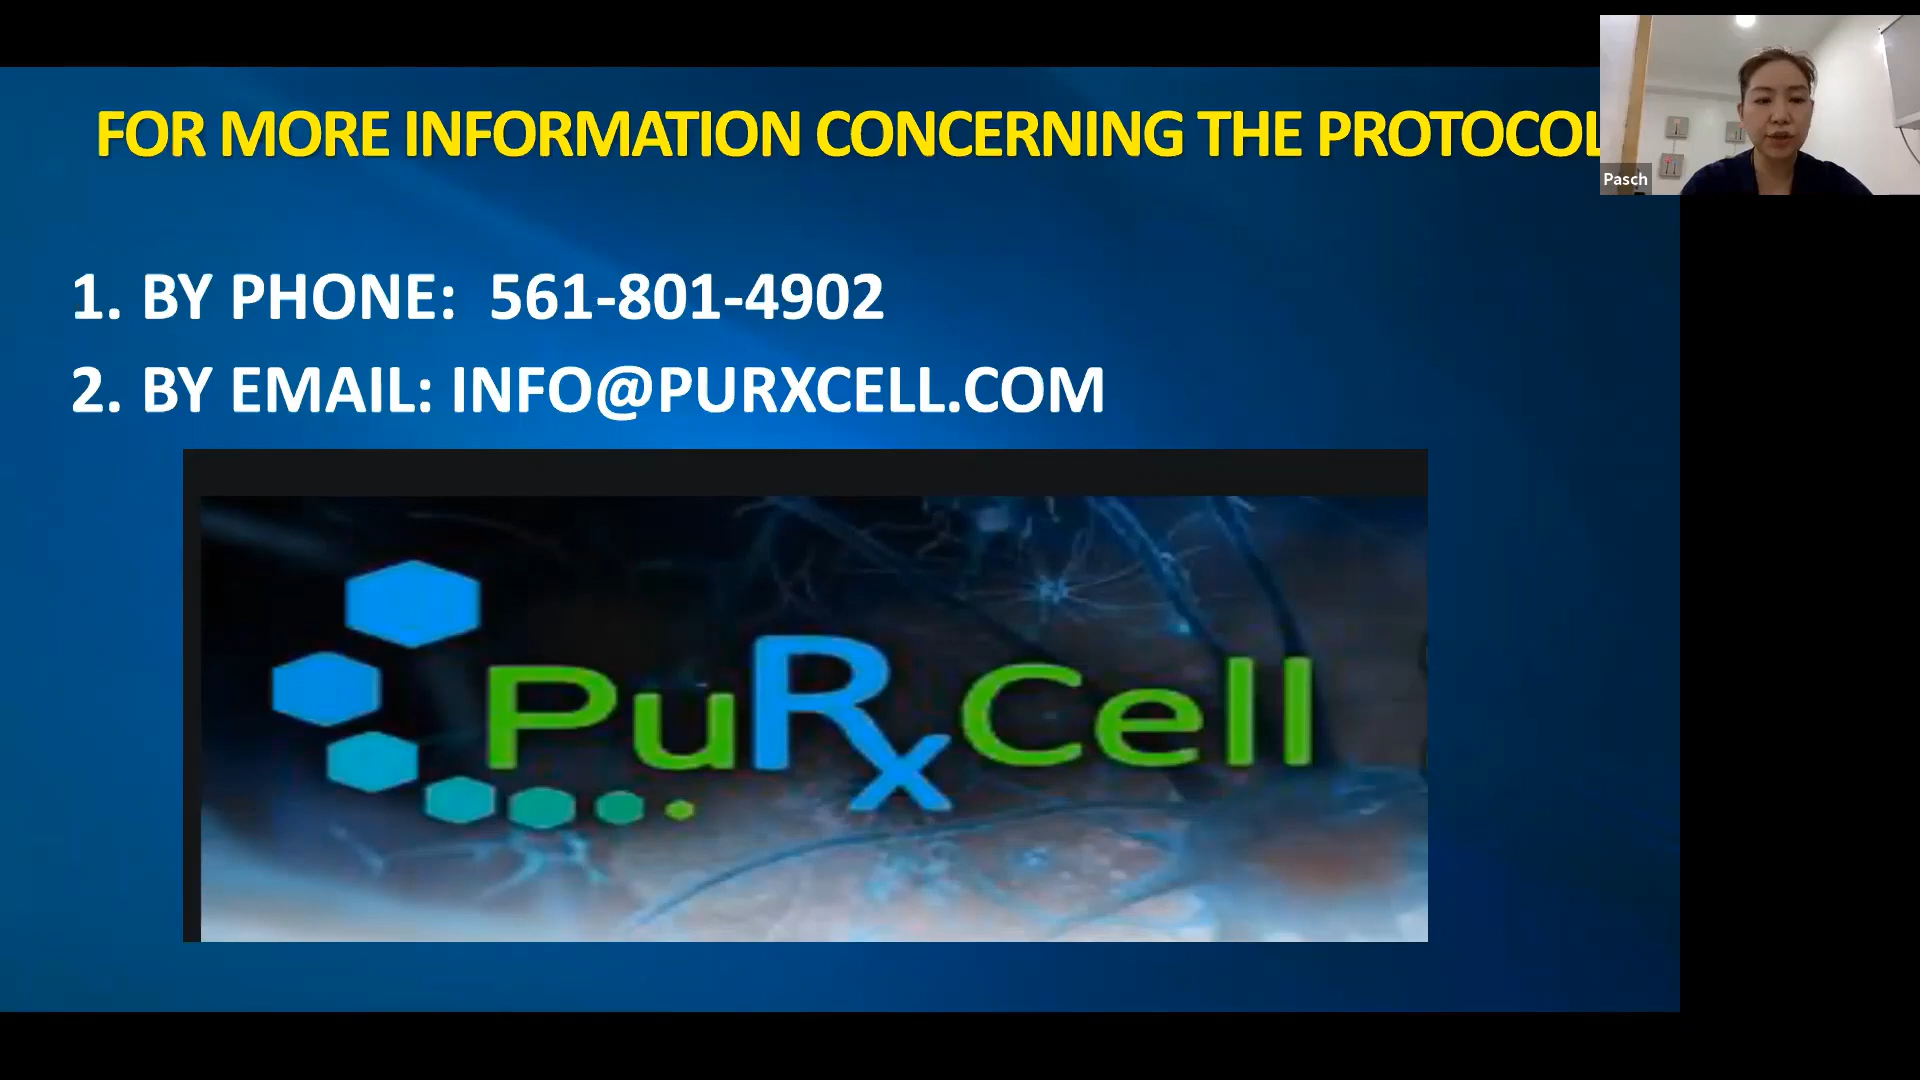 FOR MORE INFORMATION CONCERNING THE PROTOCOL
Pasch
1. BY PHONE:  561-801-4902
2. BY EMAIL: INFO@PURXCELL.COM
PuRxCell